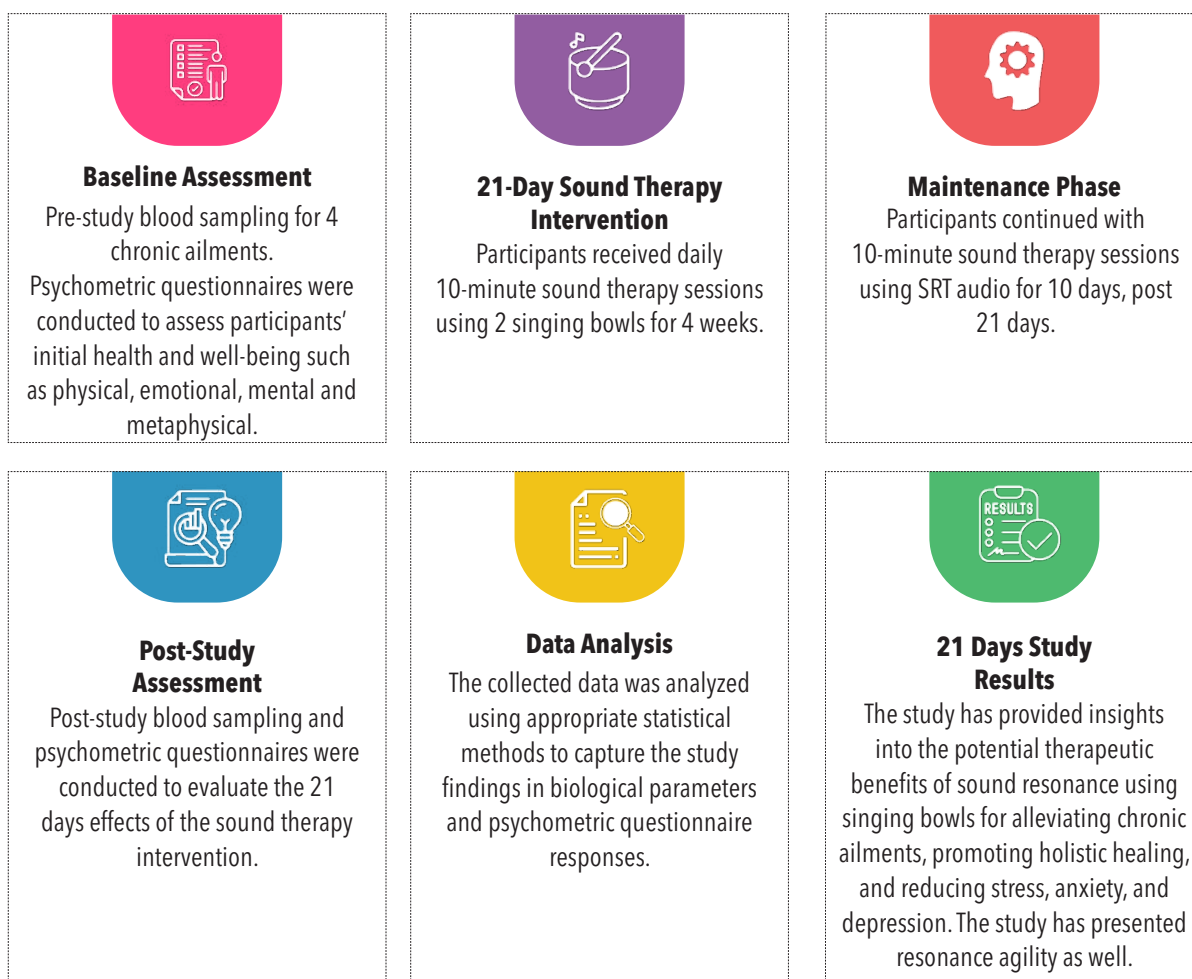 Baseline Assessment
Pre-study blood sampling for 4
chronic ailments.
Psychometric questionnaires were
conducted to assess participants'
initial health and well-being such
as physical, emotional, mental and
metaphysical.
21-Day Sound Therapy
Intervention
Participants received daily
10-minute sound therapy sessions
using 2 singing bowls for 4 weeks.
Maintenance Phase
Participants continued with
10-minute sound therapy sessions
using SRT audio for 10 days, post
21 days.
Post-Study
Assessment
Post-study blood sampling and
psychometric questionnaires were
conducted to evaluate the 21
days effects of the sound therapy
intervention.
Data Analysis
The collected data was analyzed
using appropriate statistical
methods to capture the study
findings in biological parameters
and psychometric questionnaire
responses.
RESULTS
21 Days Study
Results
The study has provided insights
into the potential therapeutic
benefits of sound resonance using
singing bowls for alleviating chronic
ailments, promoting holistic healing,
and reducing stress, anxiety, and
depression. The study has presented
resonance agility as well.